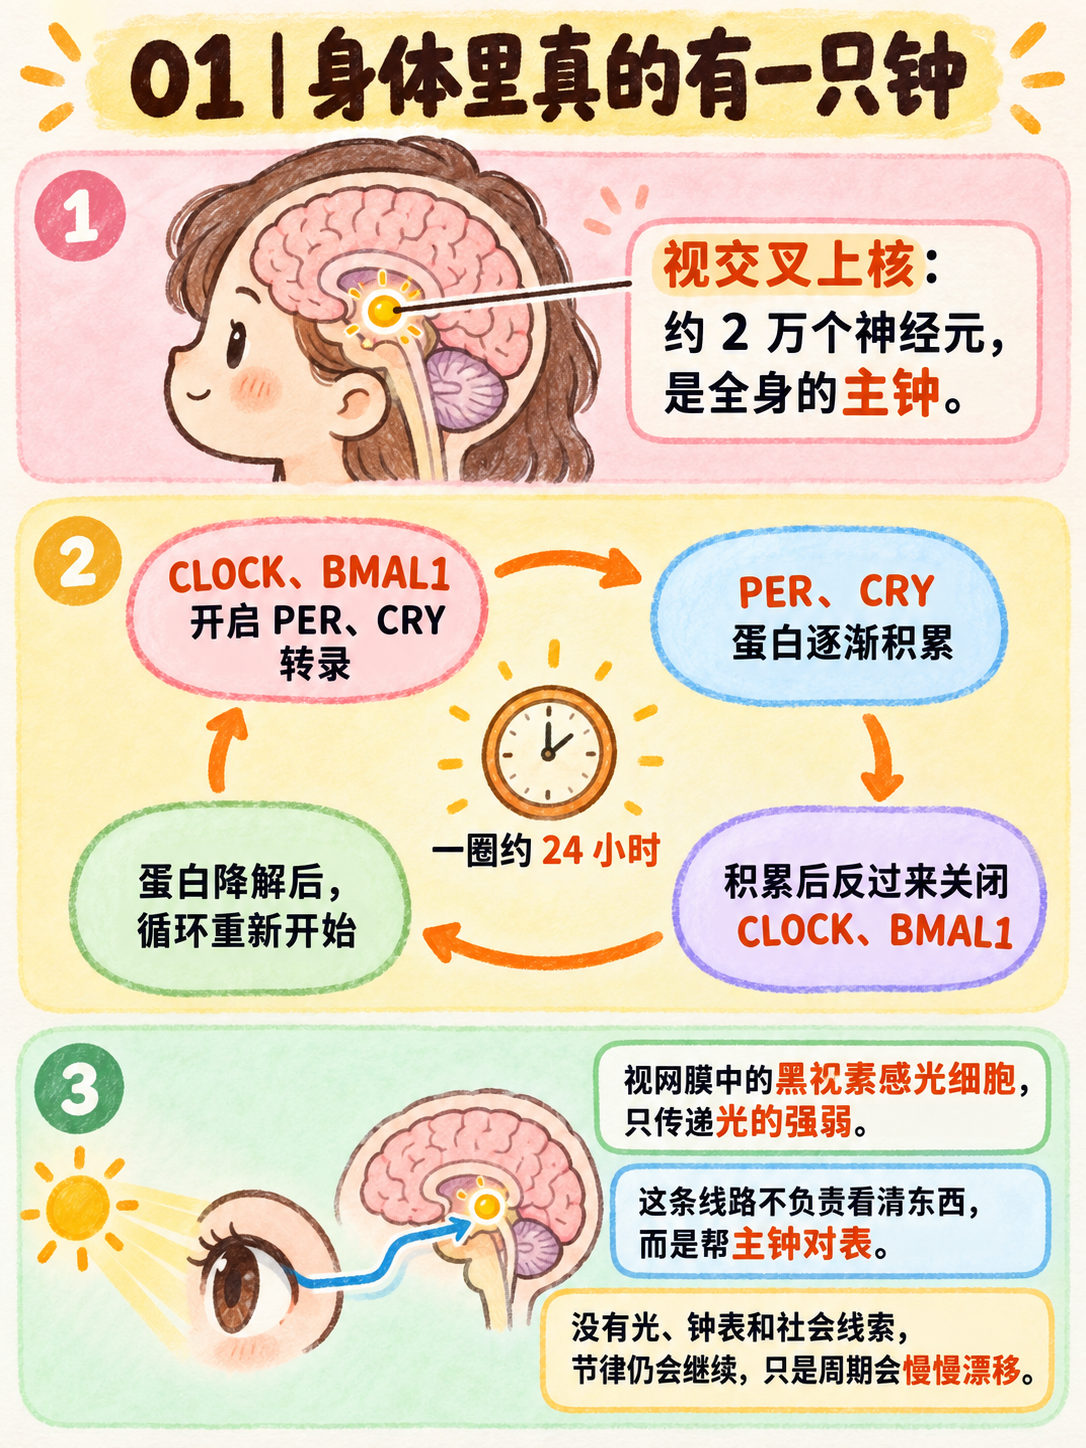 01 | 身体里真的有一只钟
1
视交叉上核：
约 2 万个神经元，
是全身的主钟。
2
CLOCK、BMAL1
开启 PER、CRY
转录
PER、CRY
蛋白逐渐积累
一圈约 24 小时
蛋白降解后，
循环重新开始
积累后反过来关闭
CLOCK、BMAL1
3
视网膜中的黑视素感光细胞，
只传递光的强弱。
这条线路不负责看清东西，
而是帮主钟对表。
没有光、钟表和社会线索，
节律仍会继续，只是周期会慢慢漂移。